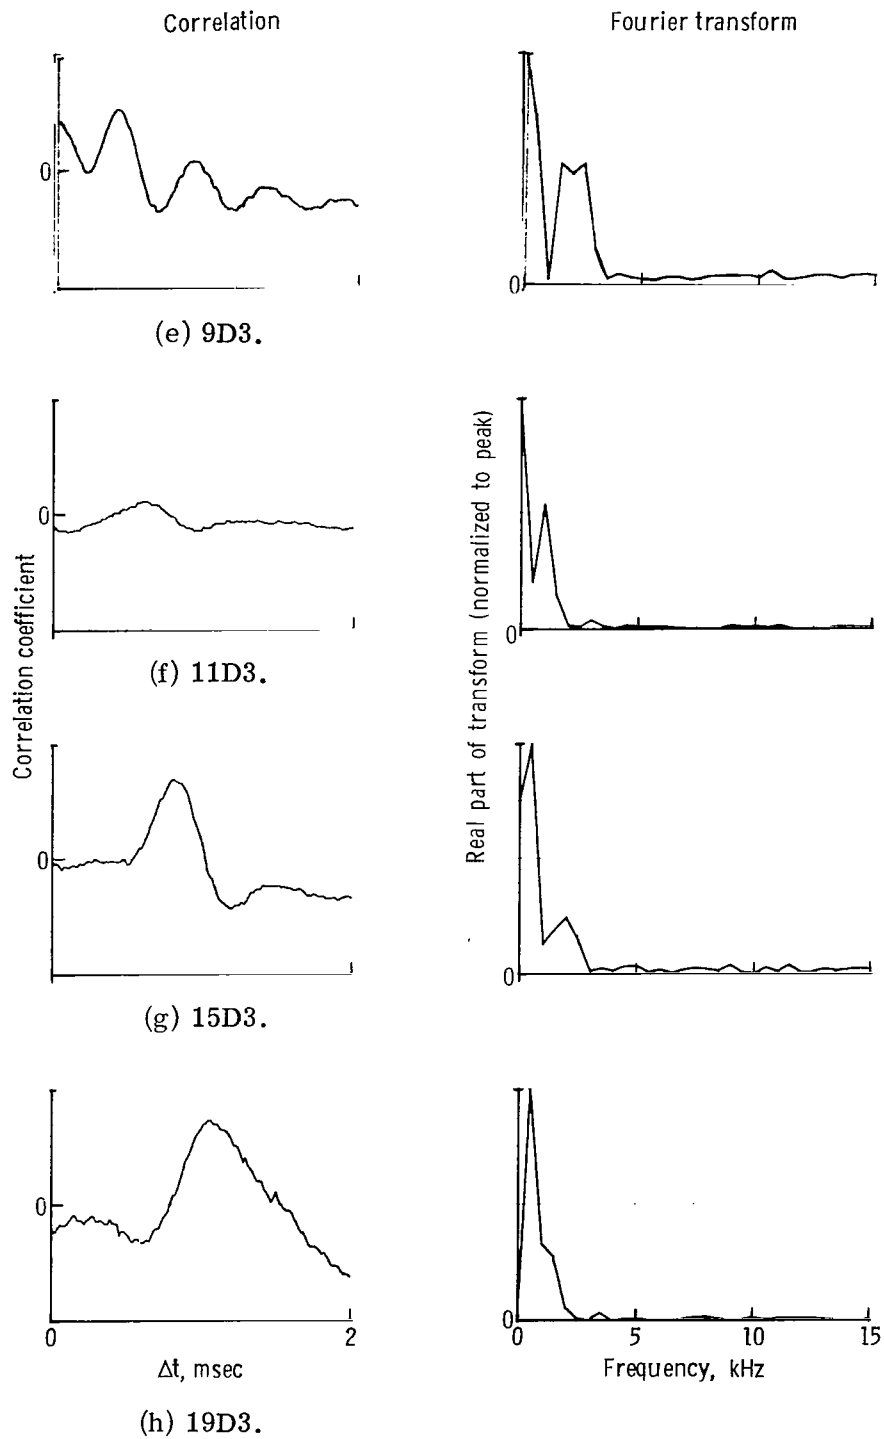 Correlation
Fourier transform
0
0
(e) 9D3.
Correlation coefficient
Real part of transform (normalized to peak)
0
0
(f) 11D3.
0
0
(g) 15D3.
0
0
0 2
0 5 10 15
Δt, msec
Frequency, kHz
(h) 19D3.